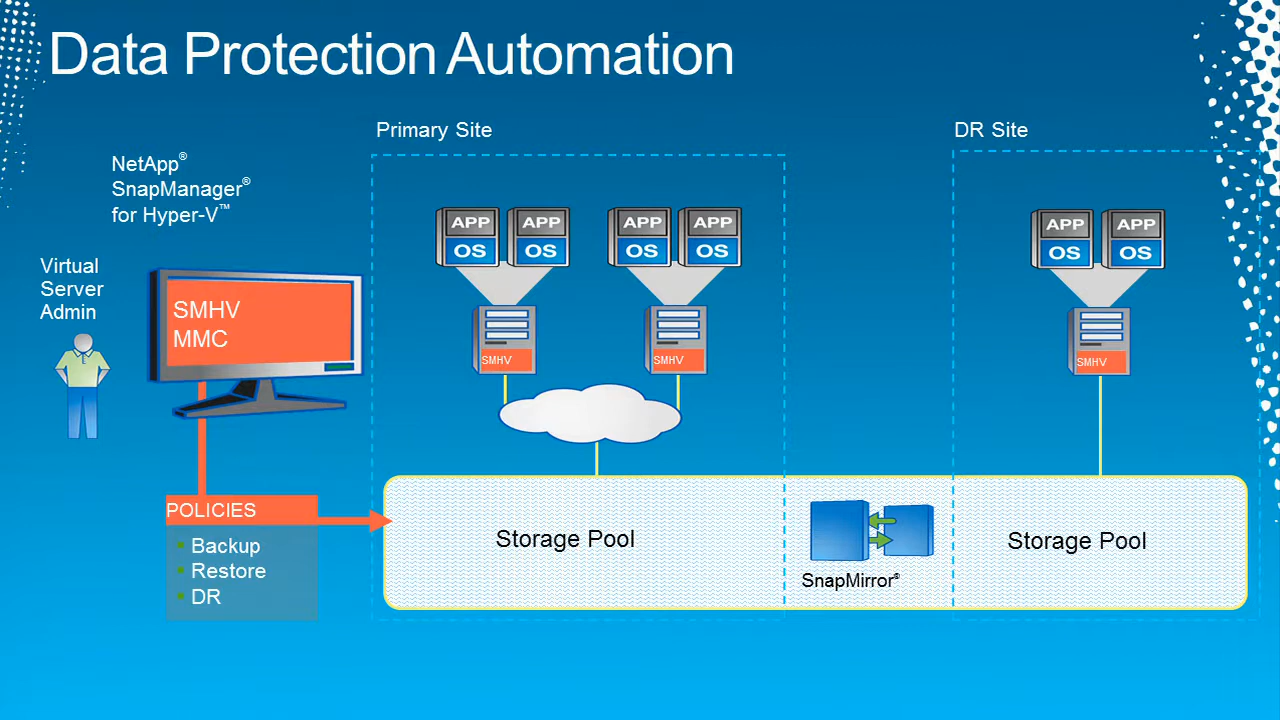 Data Protection Automation
NetApp®
SnapManager®
for Hyper-V™
Virtual
Server
Admin
SMHV
MMC
POLICIES
Backup
Restore
DR
Primary Site
APP
OS
APP
OS
APP
OS
APP
OS
SMHV
SMHV
Storage Pool
SnapMirror®
DR Site
APP
OS
APP
OS
SMHV
Storage Pool